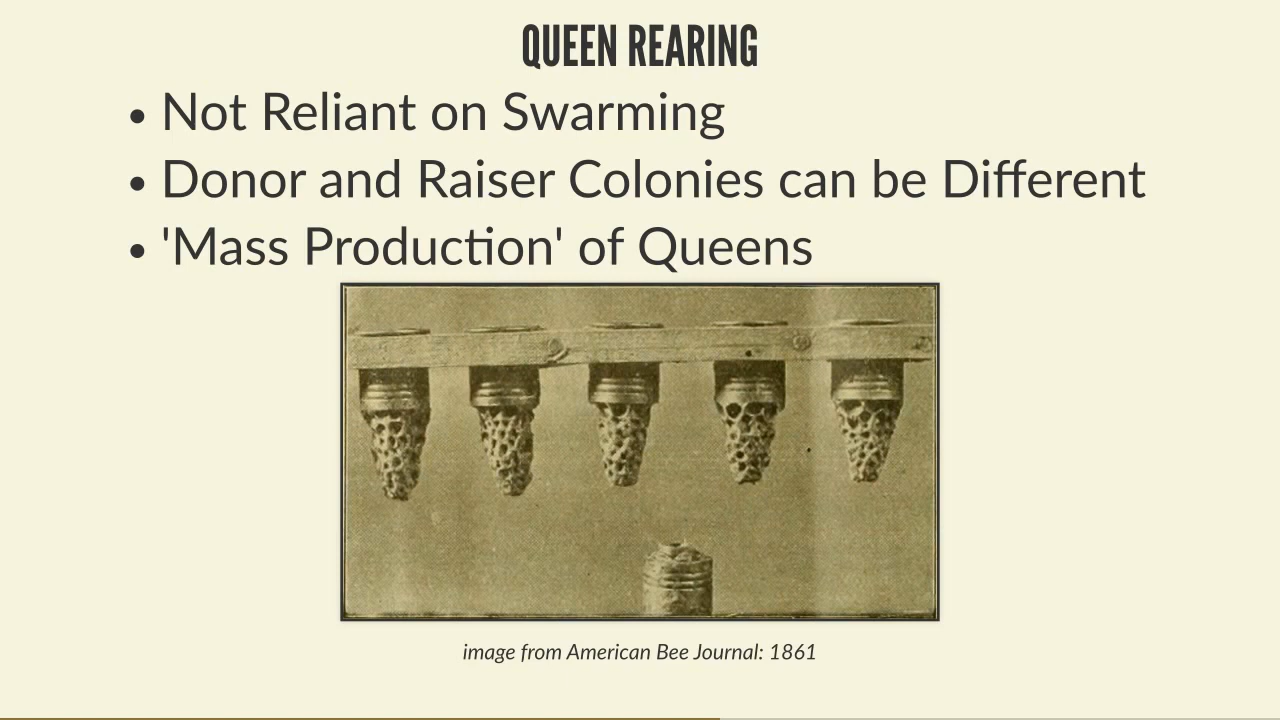 QUEEN REARING
• Not Reliant on Swarming
• Donor and Raiser Colonies can be Different
• 'Mass Production' of Queens
image from American Bee Journal: 1861